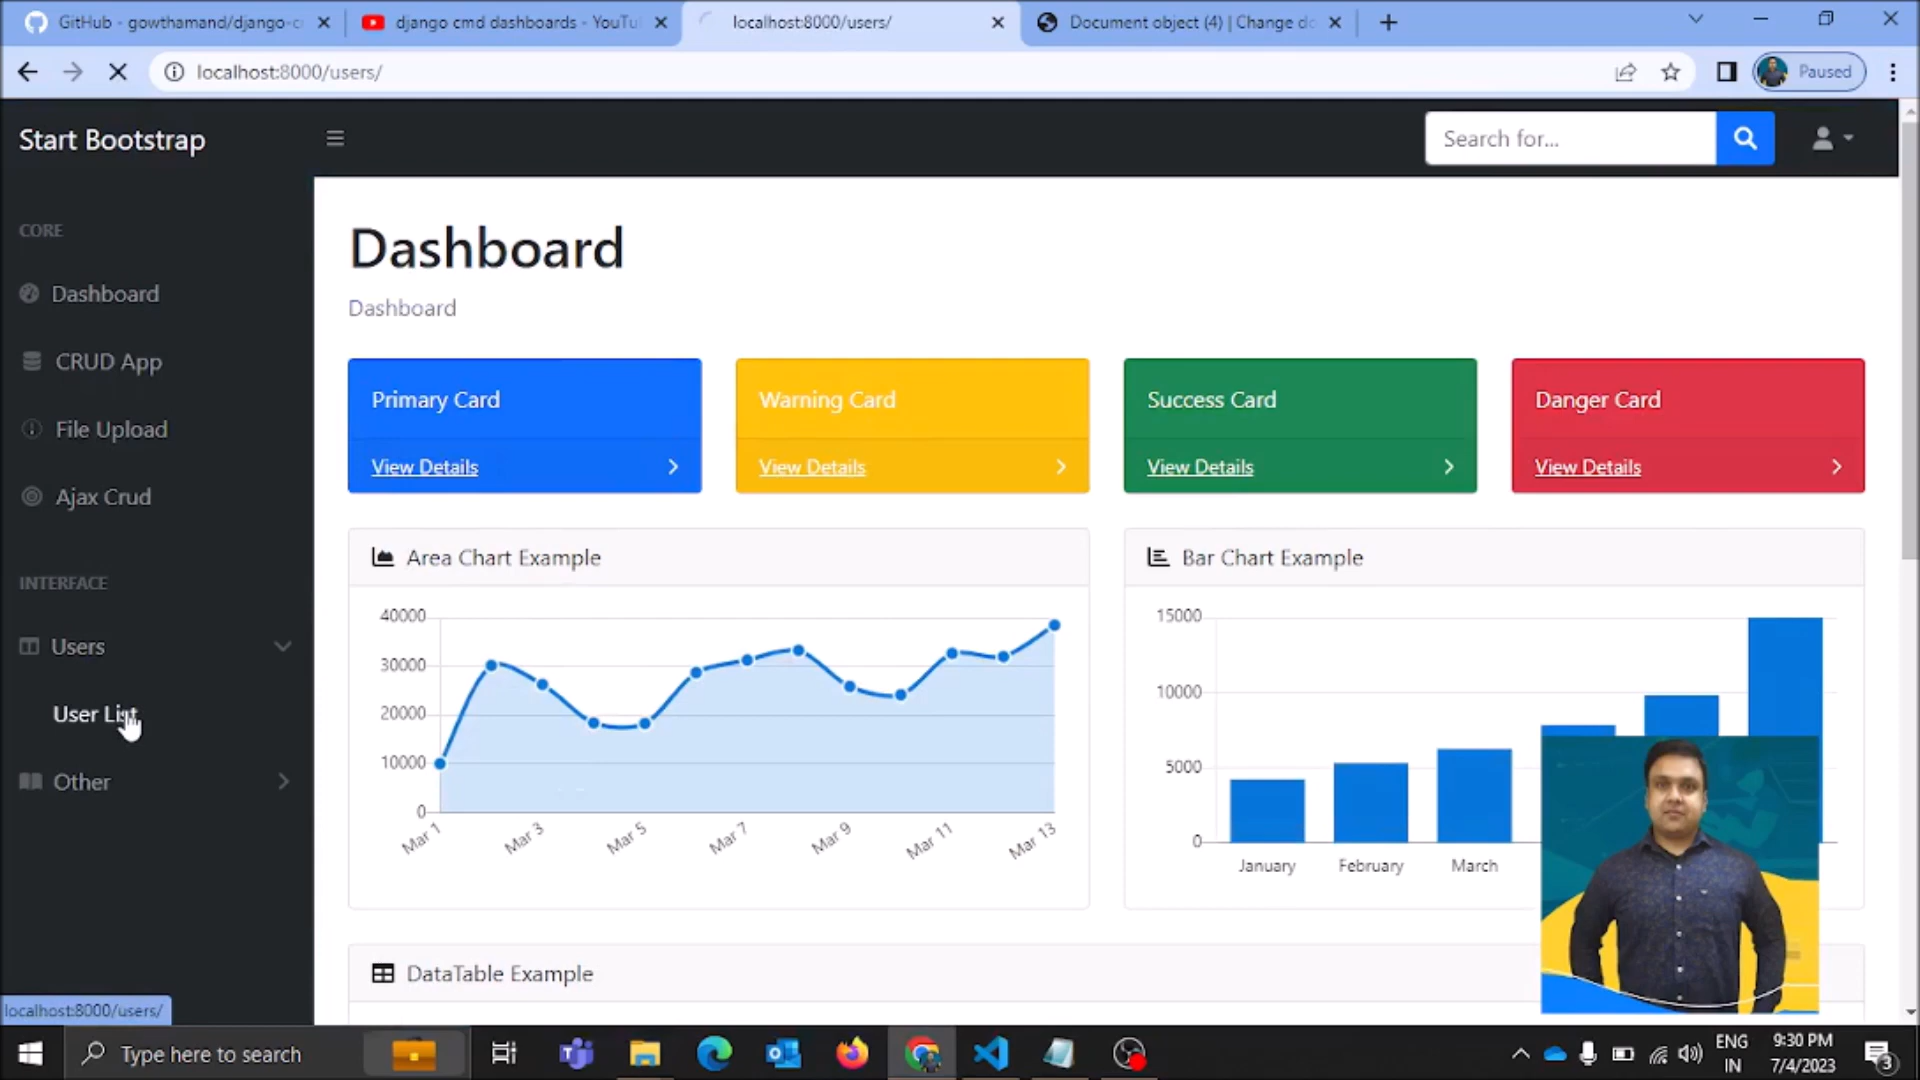 GitHub - gowthamand/django-c
django cmd dashboards - YouTu
localhost:8000/users/
Document object (4) | Change do
localhost:8000/users/
Paused
Start Bootstrap
Search for...
CORE
Dashboard
CRUD App
File Upload
Ajax Crud
INTERFACE
Users
User List
Other
Dashboard
Dashboard
Primary Card
View Details
Warning Card
View Details
Success Card
View Details
Danger Card
View Details
Area Chart Example
40000
30000
20000
10000
0
Mar 1
Mar 3
Mar 5
Mar 7
Mar 9
Mar 11
Mar 13
Bar Chart Example
15000
10000
5000
0
January
February
March
DataTable Example
localhost:8000/users/
Type here to search
ENG
IN
9:30 PM
7/4/2023
3